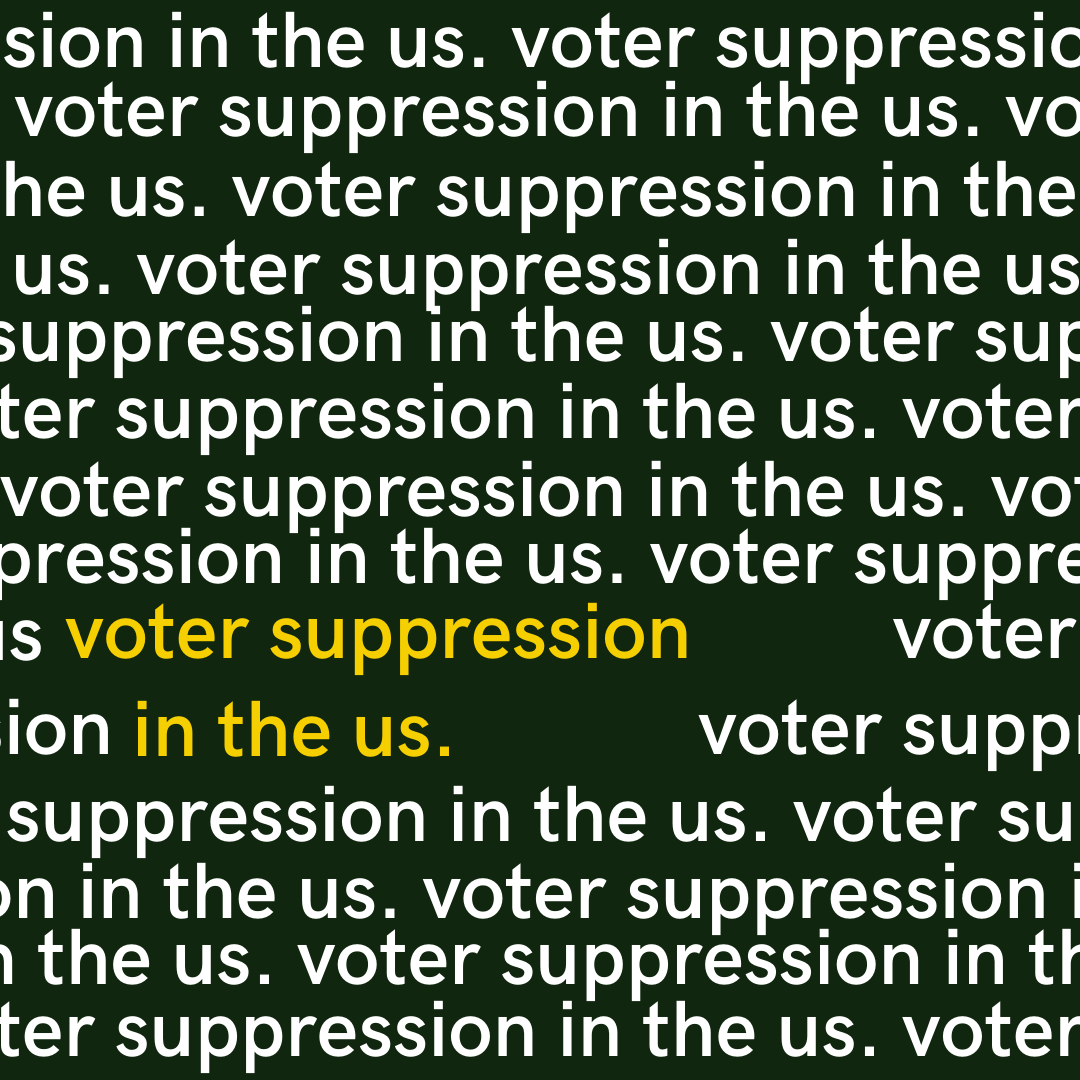 sion in the us. voter suppressio
voter suppression in the us. vo
he us. voter suppression in the
us. voter suppression in the us
suppression in the us. voter sup
ter suppression in the us. voter
voter suppression in the us. vot
pression in the us. voter suppre
us voter suppression voter
sion in the us. voter suppr
suppression in the us. voter su
on in the us. voter suppression i
n the us. voter suppression in th
ter suppression in the us. voter